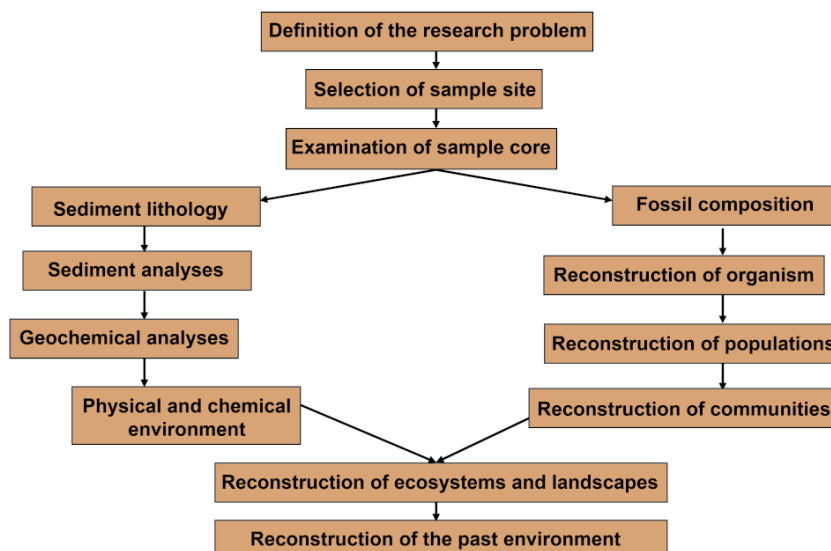 Definition of the research problem
Selection of sample site
Examination of sample core
Sediment lithology
Fossil composition
Sediment analyses
Reconstruction of organism
Geochemical analyses
Reconstruction of populations
Physical and chemical
environment
Reconstruction of communities
Reconstruction of ecosystems and landscapes
Reconstruction of the past environment